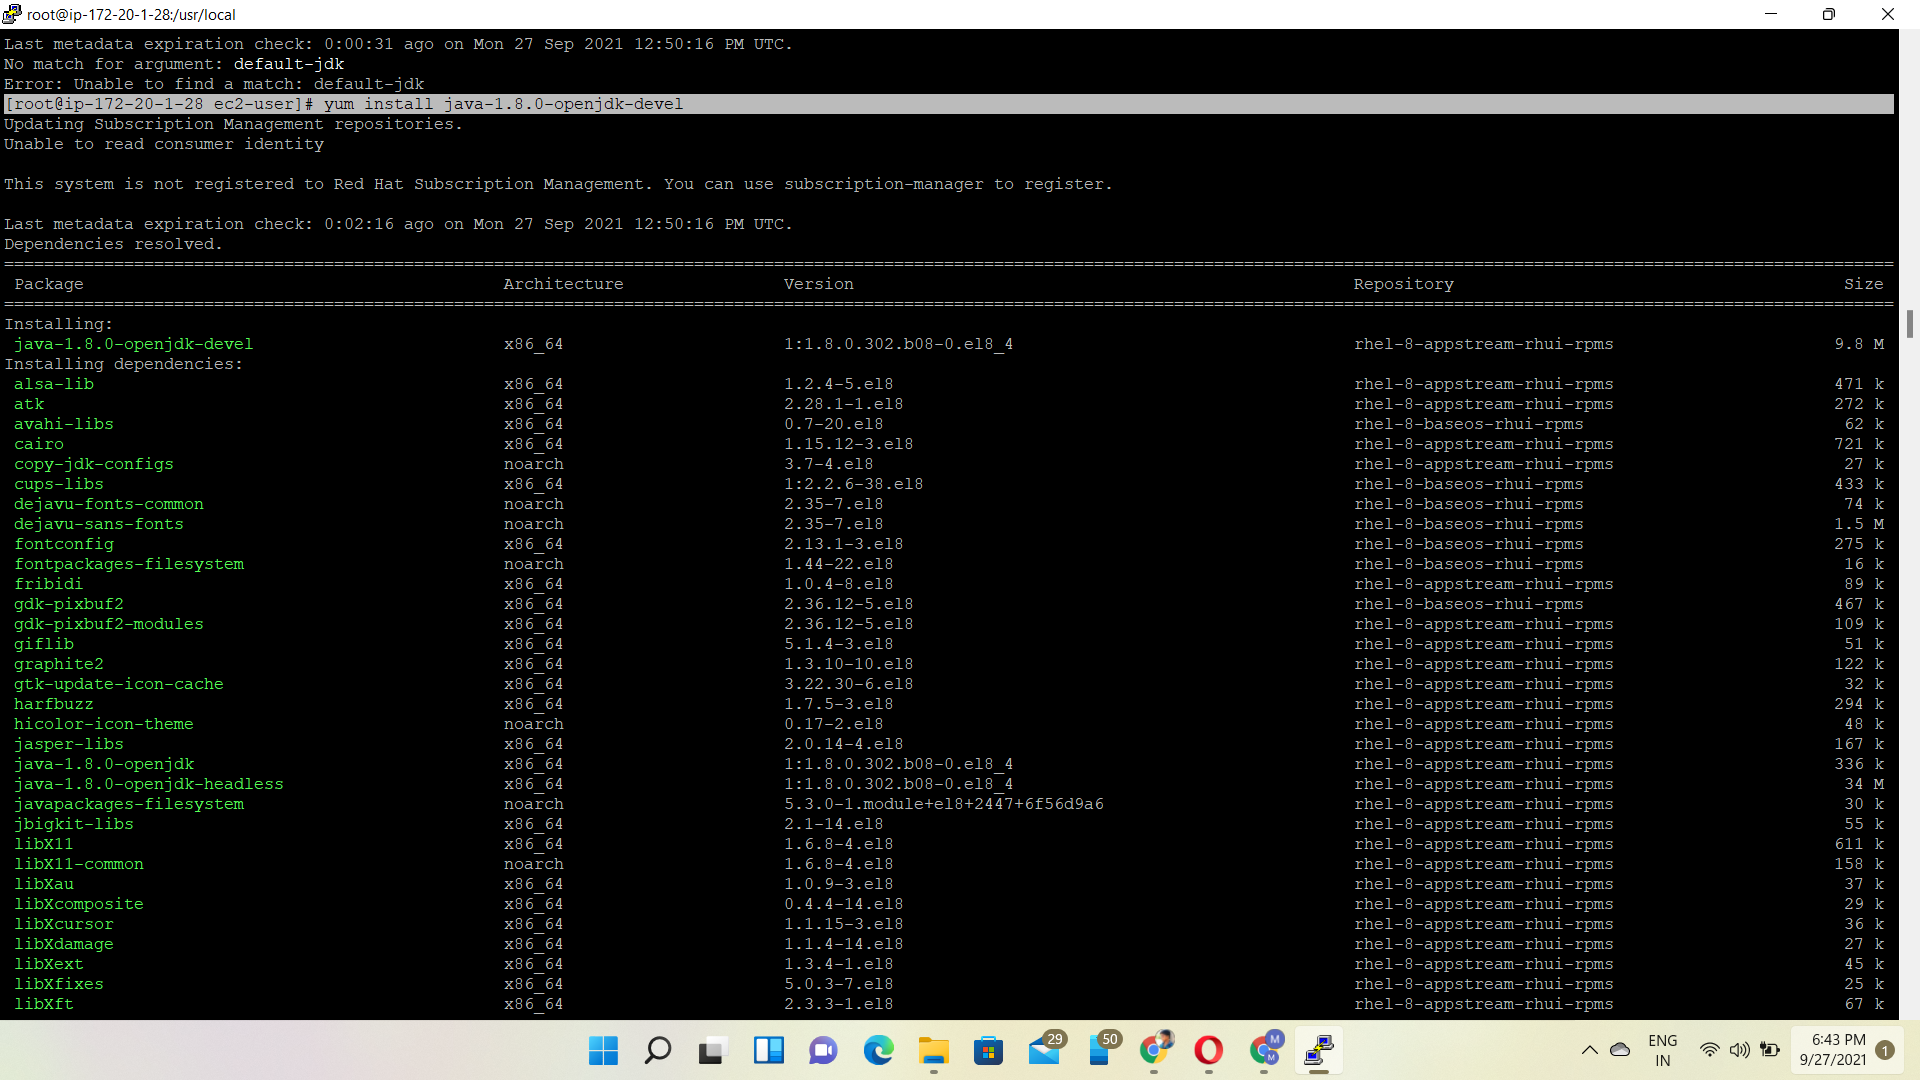 root@ip-172-20-1-28:/usr/local
Last metadata expiration check: 0:00:31 ago on Mon 27 Sep 2021 12:50:16 PM UTC.
No match for argument: default-jdk
Error: Unable to find a match: default-jdk
[root@ip-172-20-1-28 ec2-user]# yum install java-1.8.0-openjdk-devel
Updating Subscription Management repositories.
Unable to read consumer identity
This system is not registered to Red Hat Subscription Management. You can use subscription-manager to register.
Last metadata expiration check: 0:02:16 ago on Mon 27 Sep 2021 12:50:16 PM UTC.
Dependencies resolved.
Package Architecture Version Repository Size
Installing:
java-1.8.0-openjdk-devel x86_64 1:1.8.0.302.b08-0.el8_4 rhel-8-appstream-rhui-rpms 9.8 M
Installing dependencies:
alsa-lib x86_64 1.2.4-5.el8 rhel-8-appstream-rhui-rpms 471 k
atk x86_64 2.28.1-1.el8 rhel-8-appstream-rhui-rpms 272 k
avahi-libs x86_64 0.7-20.el8 rhel-8-baseos-rhui-rpms 62 k
cairo x86_64 1.15.12-3.el8 rhel-8-appstream-rhui-rpms 721 k
copy-jdk-configs noarch 3.7-4.el8 rhel-8-appstream-rhui-rpms 27 k
cups-libs x86_64 1:2.2.6-38.el8 rhel-8-baseos-rhui-rpms 433 k
dejavu-fonts-common noarch 2.35-7.el8 rhel-8-baseos-rhui-rpms 74 k
dejavu-sans-fonts noarch 2.35-7.el8 rhel-8-baseos-rhui-rpms 1.5 M
fontconfig x86_64 2.13.1-3.el8 rhel-8-baseos-rhui-rpms 275 k
fontpackages-filesystem noarch 1.44-22.el8 rhel-8-baseos-rhui-rpms 16 k
fribidi x86_64 1.0.4-8.el8 rhel-8-appstream-rhui-rpms 89 k
gdk-pixbuf2 x86_64 2.36.12-5.el8 rhel-8-baseos-rhui-rpms 467 k
gdk-pixbuf2-modules x86_64 2.36.12-5.el8 rhel-8-appstream-rhui-rpms 109 k
giflib x86_64 5.1.4-3.el8 rhel-8-appstream-rhui-rpms 51 k
graphite2 x86_64 1.3.10-10.el8 rhel-8-appstream-rhui-rpms 122 k
gtk-update-icon-cache x86_64 3.22.30-6.el8 rhel-8-appstream-rhui-rpms 32 k
harfbuzz x86_64 1.7.5-3.el8 rhel-8-appstream-rhui-rpms 294 k
hicolor-icon-theme noarch 0.17-2.el8 rhel-8-appstream-rhui-rpms 48 k
jasper-libs x86_64 2.0.14-4.el8 rhel-8-appstream-rhui-rpms 167 k
java-1.8.0-openjdk x86_64 1:1.8.0.302.b08-0.el8_4 rhel-8-appstream-rhui-rpms 336 k
java-1.8.0-openjdk-headless x86_64 1:1.8.0.302.b08-0.el8_4 rhel-8-appstream-rhui-rpms 34 M
javapackages-filesystem noarch 5.3.0-1.module+el8+2447+6f56d9a6 rhel-8-appstream-rhui-rpms 30 k
jbigkit-libs x86_64 2.1-14.el8 rhel-8-appstream-rhui-rpms 55 k
libX11 x86_64 1.6.8-4.el8 rhel-8-appstream-rhui-rpms 611 k
libX11-common noarch 1.6.8-4.el8 rhel-8-appstream-rhui-rpms 158 k
libXau x86_64 1.0.9-3.el8 rhel-8-appstream-rhui-rpms 37 k
libXcomposite x86_64 0.4.4-14.el8 rhel-8-appstream-rhui-rpms 29 k
libXcursor x86_64 1.1.15-3.el8 rhel-8-appstream-rhui-rpms 36 k
libXdamage x86_64 1.1.4-14.el8 rhel-8-appstream-rhui-rpms 27 k
libXext x86_64 1.3.4-1.el8 rhel-8-appstream-rhui-rpms 45 k
libXfixes x86_64 5.0.3-7.el8 rhel-8-appstream-rhui-rpms 25 k
libXft x86_64 2.3.3-1.el8 rhel-8-appstream-rhui-rpms 67 k
29 50 M M ENG IN 6:43 PM 9/27/2021 1